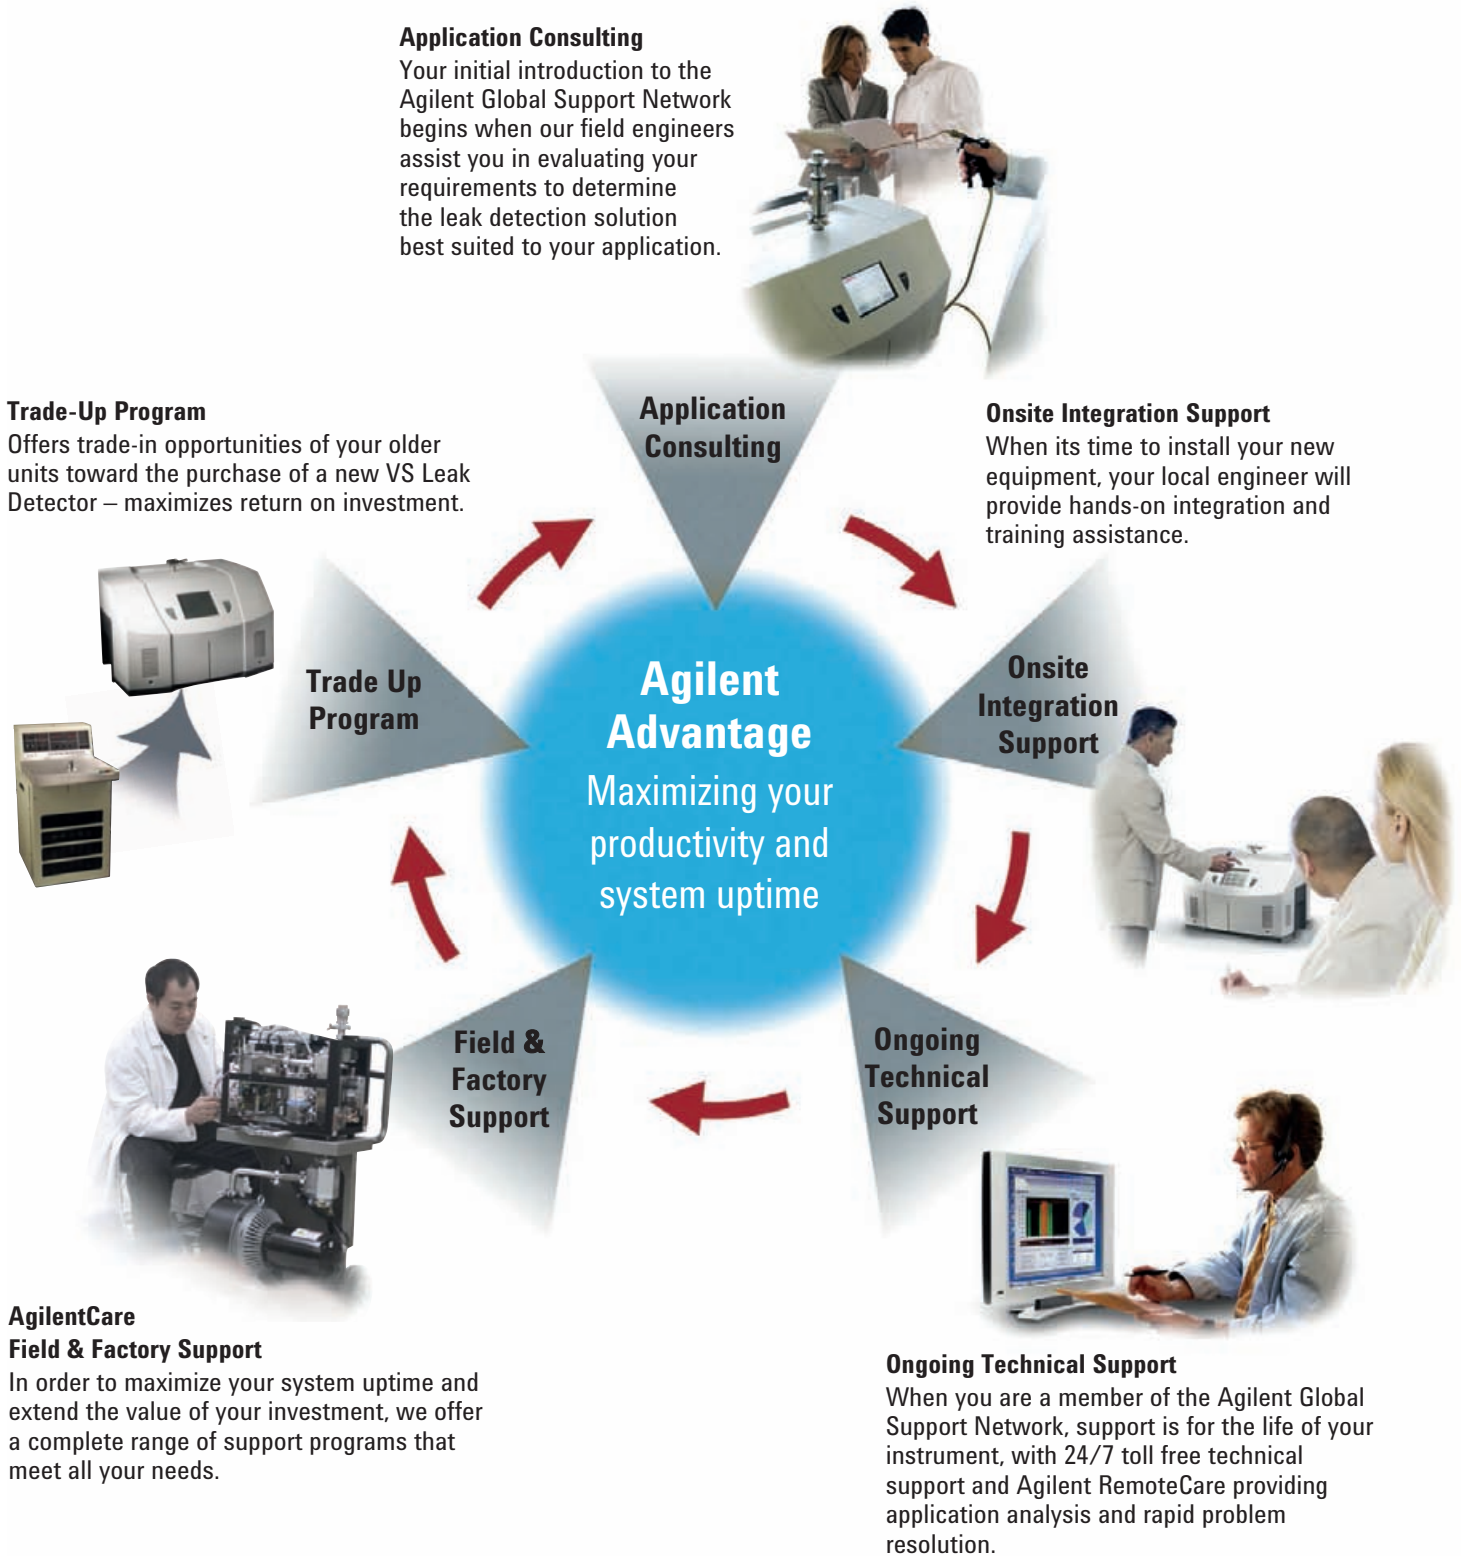 Application Consulting
Your initial introduction to the
Agilent Global Support Network
begins when our field engineers
assist you in evaluating your
requirements to determine
the leak detection solution
best suited to your application.
Trade-Up Program
Offers trade-in opportunities of your older
units toward the purchase of a new VS Leak
Detector – maximizes return on investment.
Application
Consulting
Onsite Integration Support
When its time to install your new
equipment, your local engineer will
provide hands-on integration and
training assistance.
Trade Up
Program
Agilent
Advantage
Maximizing your
productivity and
system uptime
Onsite
Integration
Support
Field &
Factory
Support
Ongoing
Technical
Support
AgilentCare
Field & Factory Support
In order to maximize your system uptime and
extend the value of your investment, we offer
a complete range of support programs that
meet all your needs.
Ongoing Technical Support
When you are a member of the Agilent Global
Support Network, support is for the life of your
instrument, with 24/7 toll free technical
support and Agilent RemoteCare providing
application analysis and rapid problem
resolution.